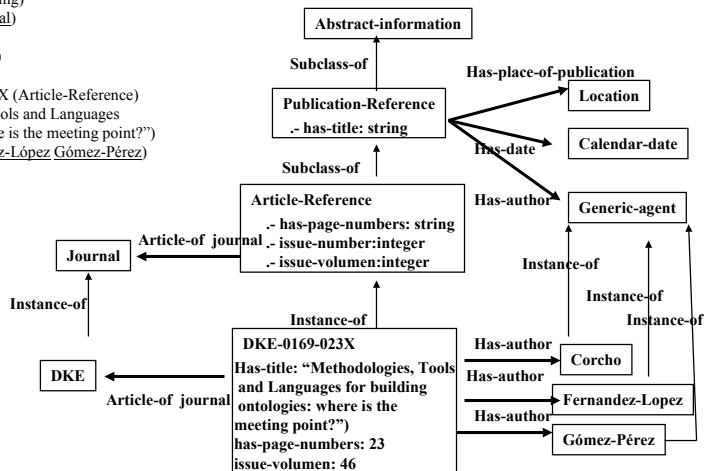 ng)
al)
)
X (Article-Reference)
ols and Languages
e is the meeting point?”)
z-López Gómez-Pérez)
Abstract-information
Subclass-of
Has-place-of-publication
Publication-Reference
.- has-title: string
Location
Has-date
Calendar-date
Subclass-of
Article-Reference
.- has-page-numbers: string
.- issue-number:integer
.- issue-volumen:integer
Has-author
Generic-agent
Article-of journal
Journal
Instance-of
Instance-of
Instance-of
Instance-of
Instance-of
DKE-0169-023X
Has-title: “Methodologies, Tools
and Languages for building
ontologies: where is the
meeting point?”)
has-page-numbers: 23
issue-volumen: 46
Has-author
Corcho
DKE
Article-of journal
Has-author
Fernandez-Lopez
Has-author
Gómez-Pérez